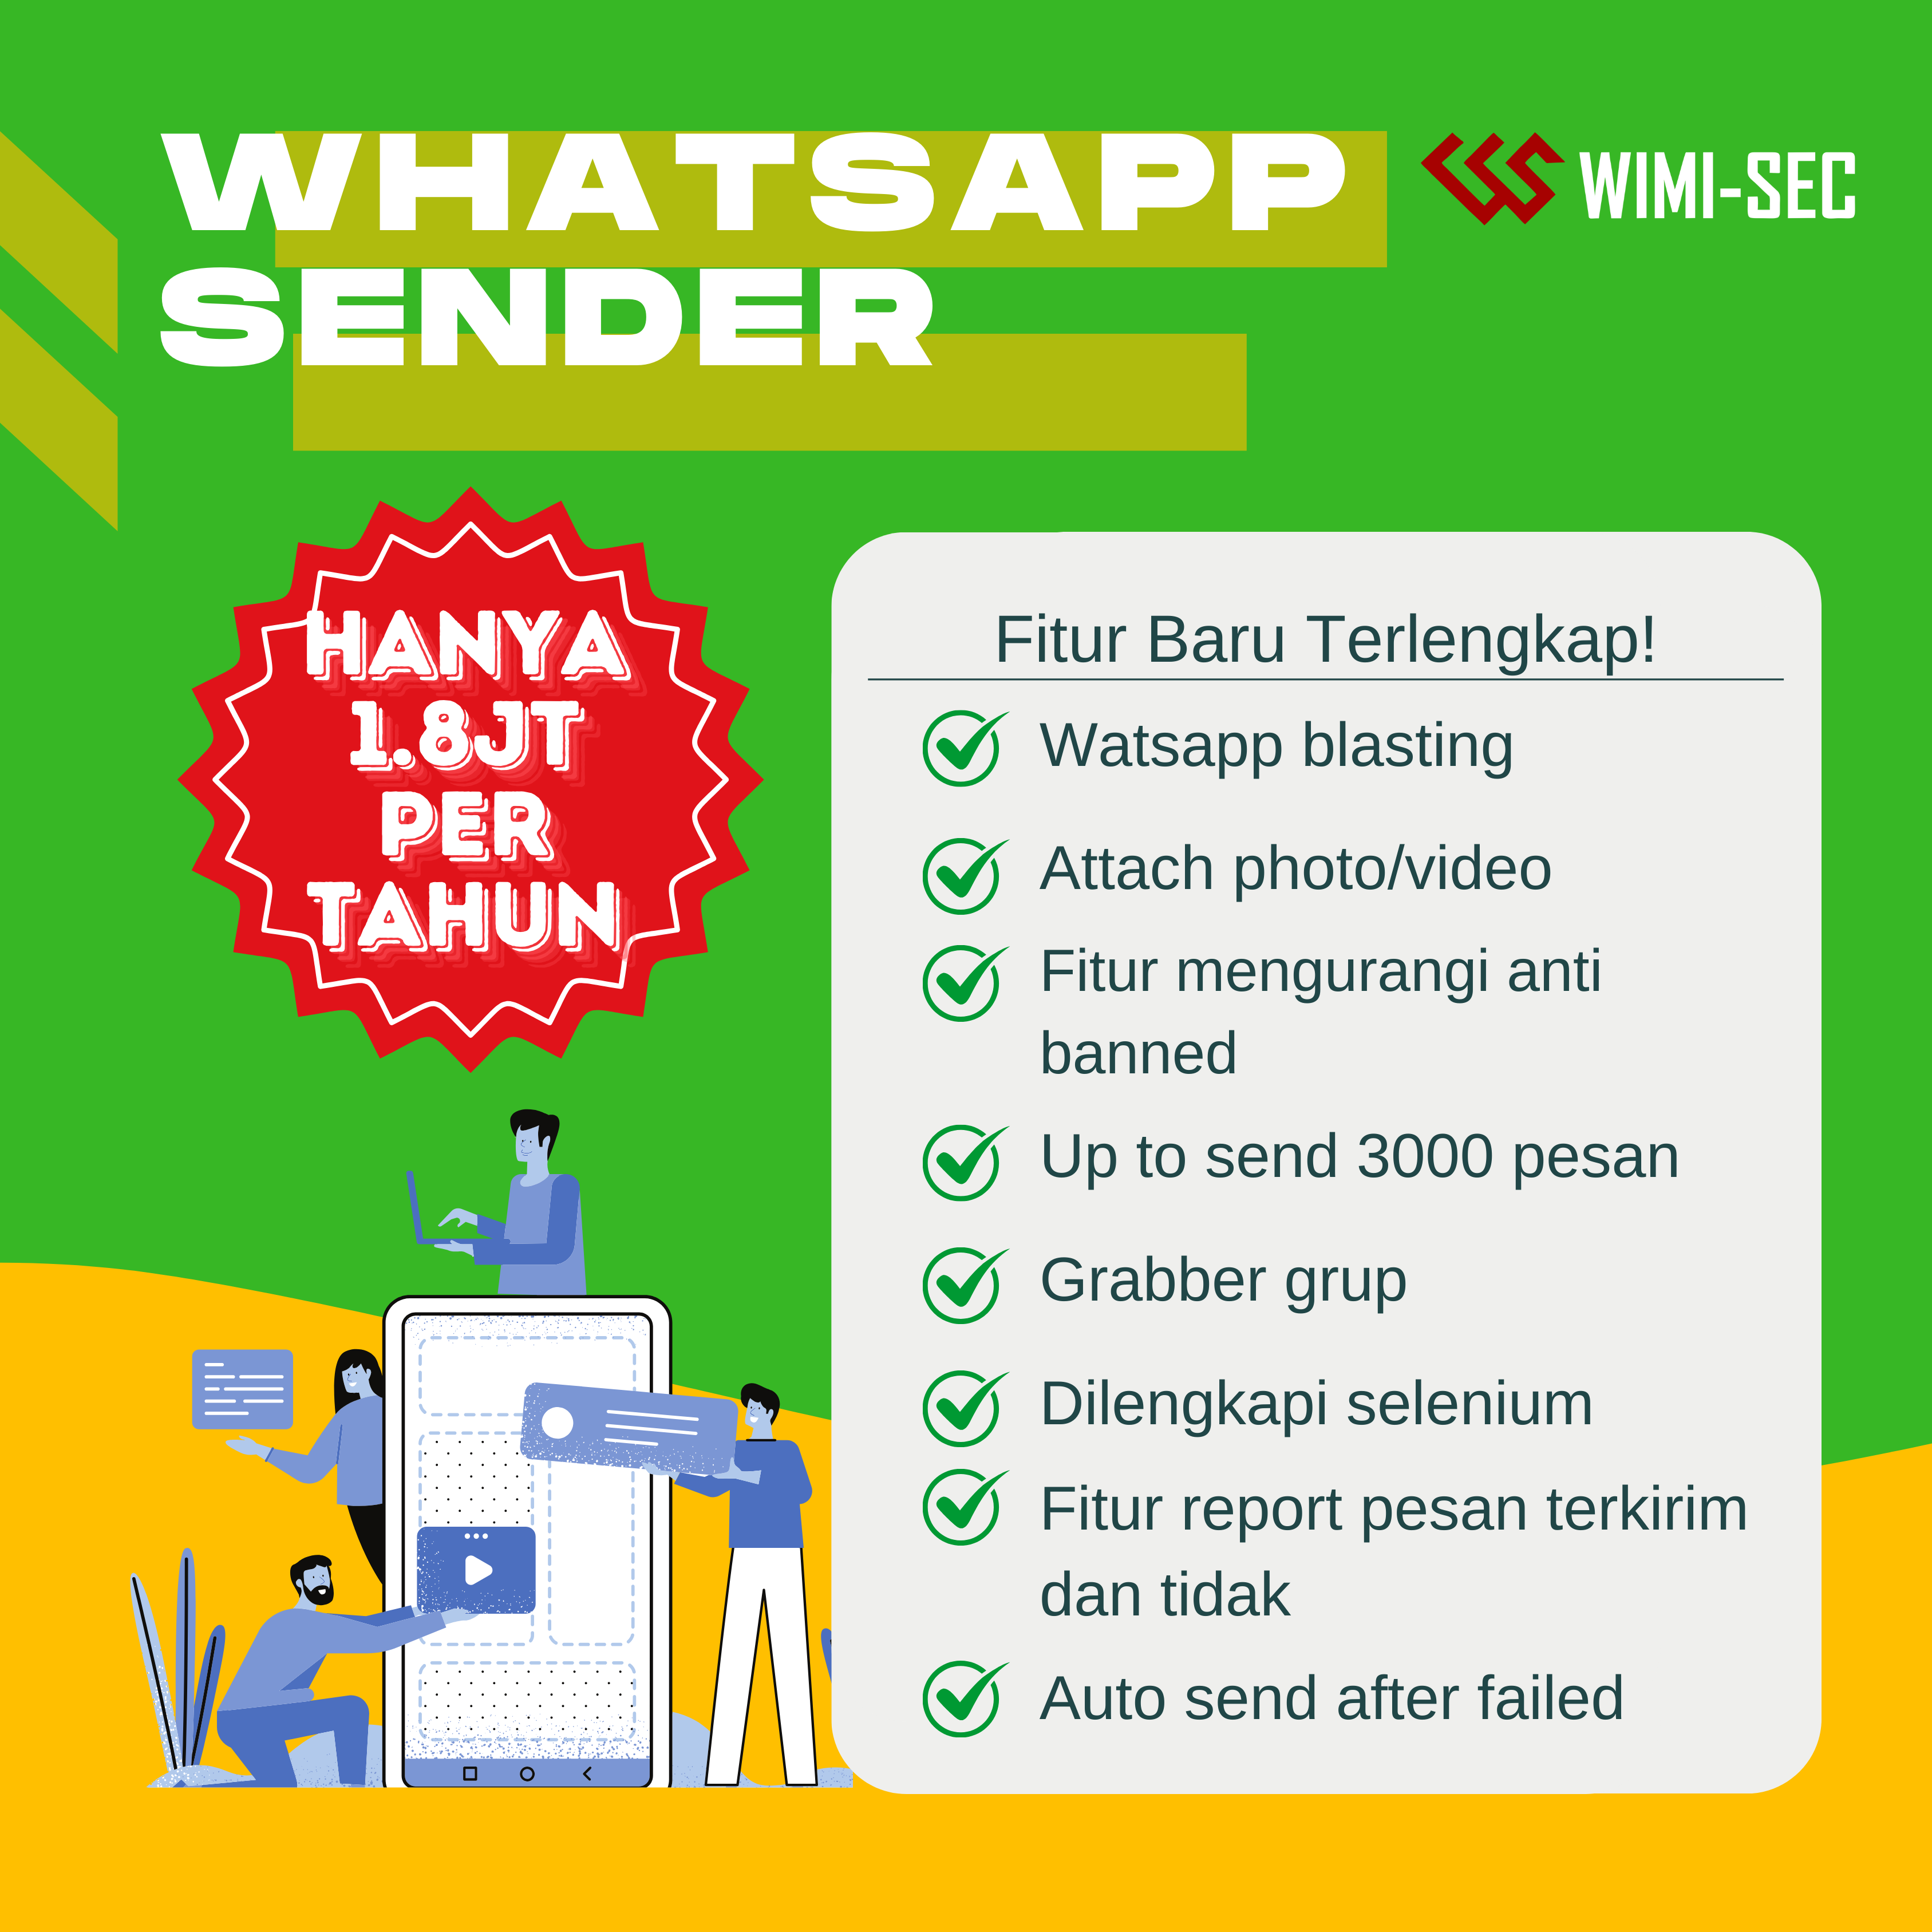 WHATSAPP
SENDER
WIMI-SEC
HANYA
1.8JT
PER
TAHUN
Fitur Baru Terlengkap!
Watsapp blasting
Attach photo/video
Fitur mengurangi anti
banned
Up to send 3000 pesan
Grabber grup
Dilengkapi selenium
Fitur report pesan terkirim
dan tidak
Auto send after failed